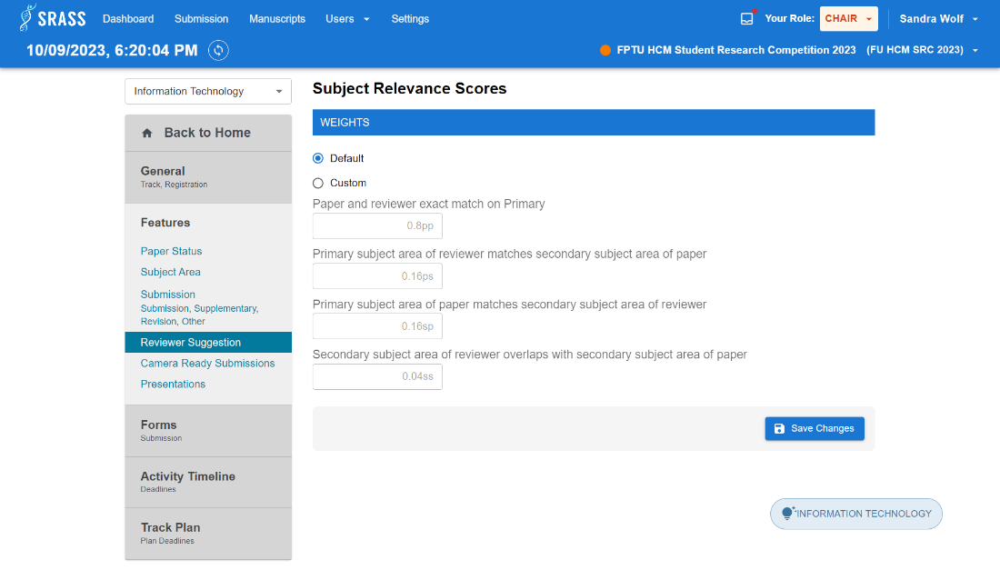 SRASS
Dashboard
Submission
Manuscripts
Users
Settings
Your Role:
CHAIR
Sandra Wolf
10/09/2023, 6:20:04 PM
FPTU HCM Student Research Competition 2023 (FU HCM SRC 2023)
Information Technology
Back to Home
General
Track, Registration
Features
Paper Status
Subject Area
Submission
Submission, Supplementary,
Revision, Other
Reviewer Suggestion
Camera Ready Submissions
Presentations
Forms
Submission
Activity Timeline
Deadlines
Track Plan
Plan Deadlines
Subject Relevance Scores
WEIGHTS
Default
Custom
Paper and reviewer exact match on Primary
0.8pp
Primary subject area of reviewer matches secondary subject area of paper
0.16ps
Primary subject area of paper matches secondary subject area of reviewer
0.16sp
Secondary subject area of reviewer overlaps with secondary subject area of paper
0.04ss
Save Changes
INFORMATION TECHNOLOGY